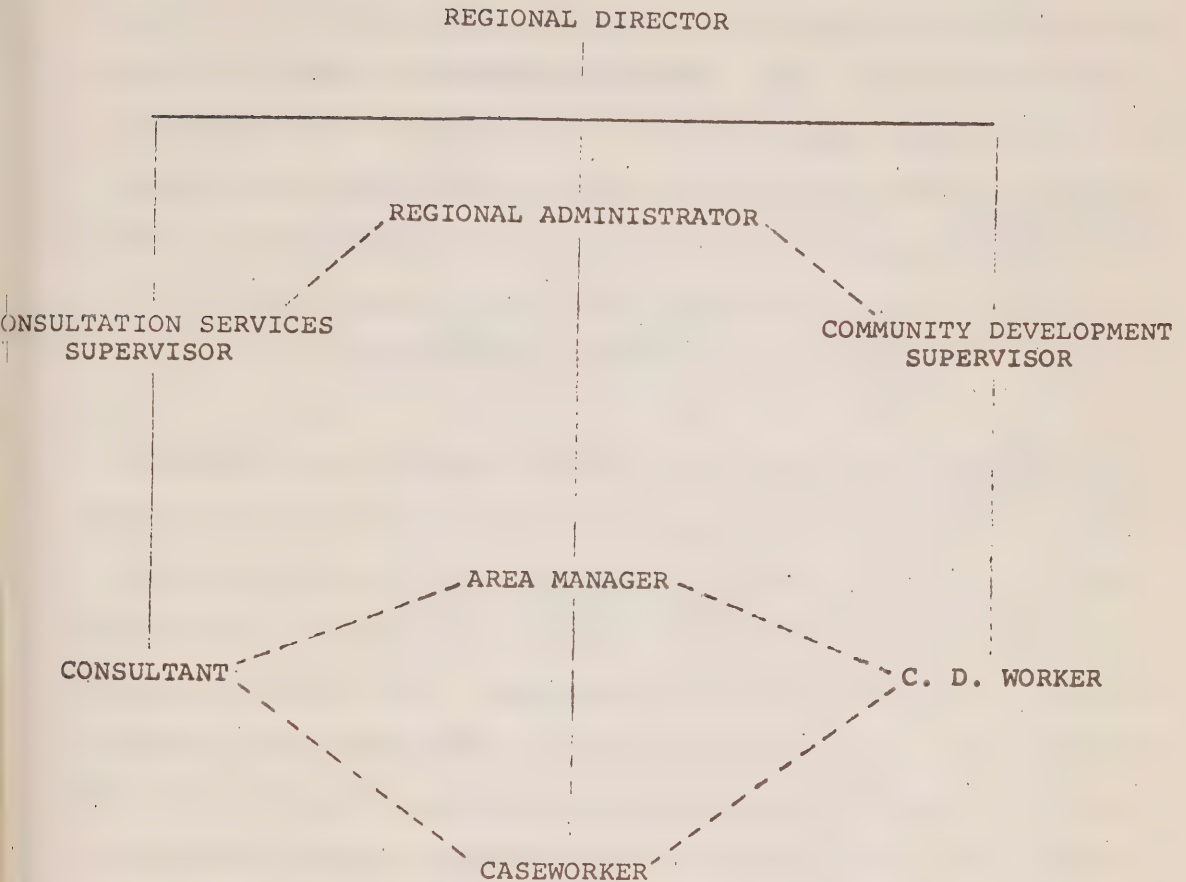 REGIONAL DIRECTOR
REGIONAL ADMINISTRATOR
ONSULTATION SERVICES
SUPERVISOR
COMMUNITY DEVELOPMENT
SUPERVISOR
AREA MANAGER
CONSULTANT
C. D. WORKER
CASEWORKER